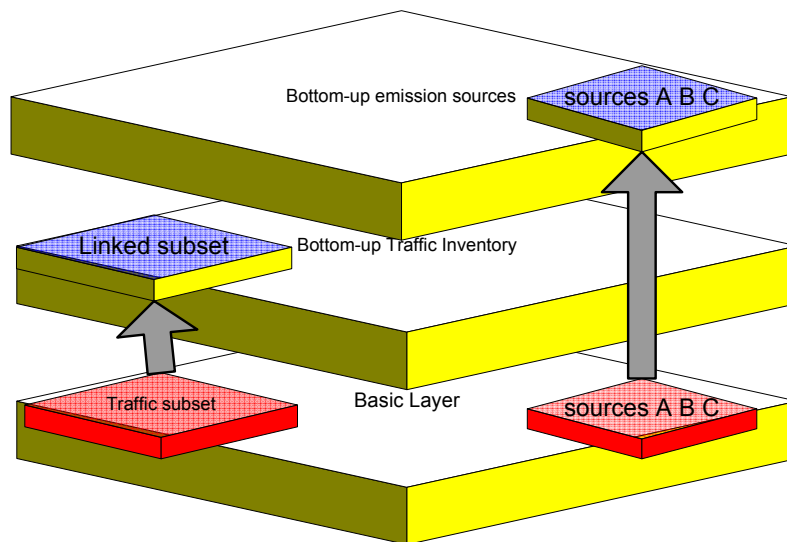 Bottom-up emission sources
sources A B C
Linked subset
Bottom-up Traffic Inventory
Traffic subset
Basic Layer
sources A B C